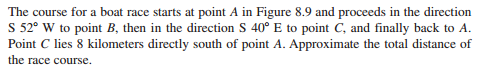 The course for a boat race starts at point A in Figure 8.9 and proceeds in the direction
S 52° W to point B, then in the direction S 40° E to point C, and finally back to A.
Point C lies 8 kilometers directly south of point A. Approximate the total distance of
the race course.